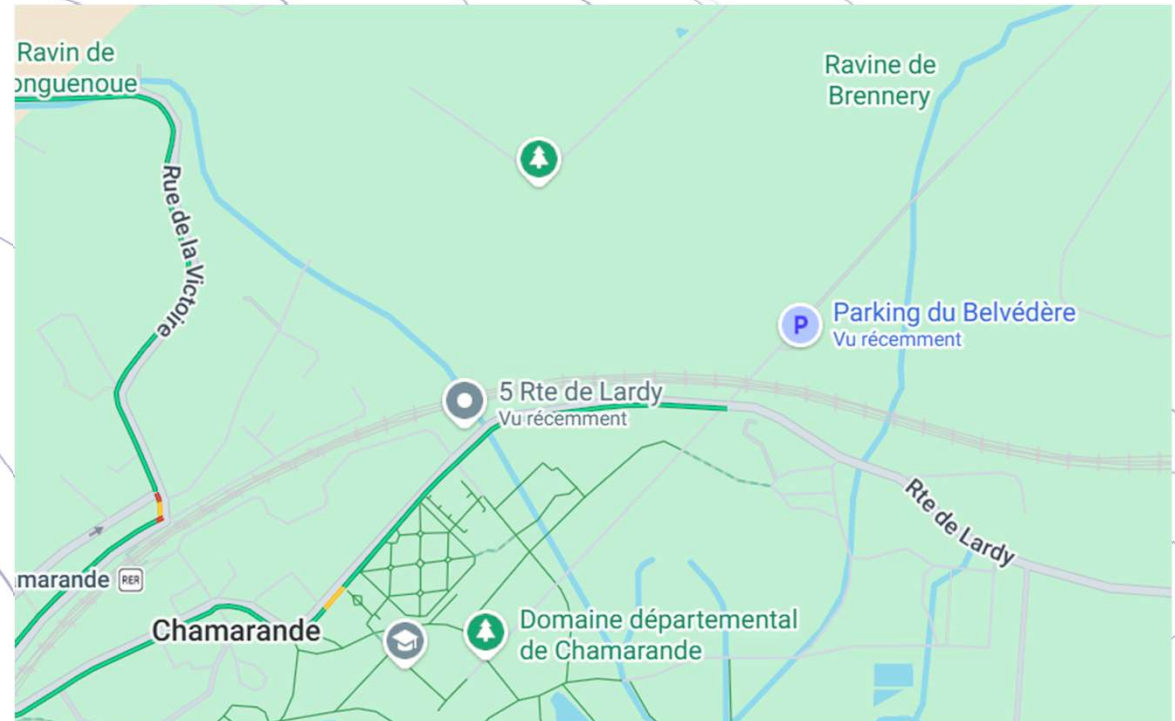 Ravin de
onguenoue
Ravine de
Brennery
Rue de la Victoire
P
Parking du Belvédère
Vu récemment
5 Rte de Lardy
Vu récemment
Rte de Lardy
marande RER
Chamarande
Domaine départemental
de Chamarande